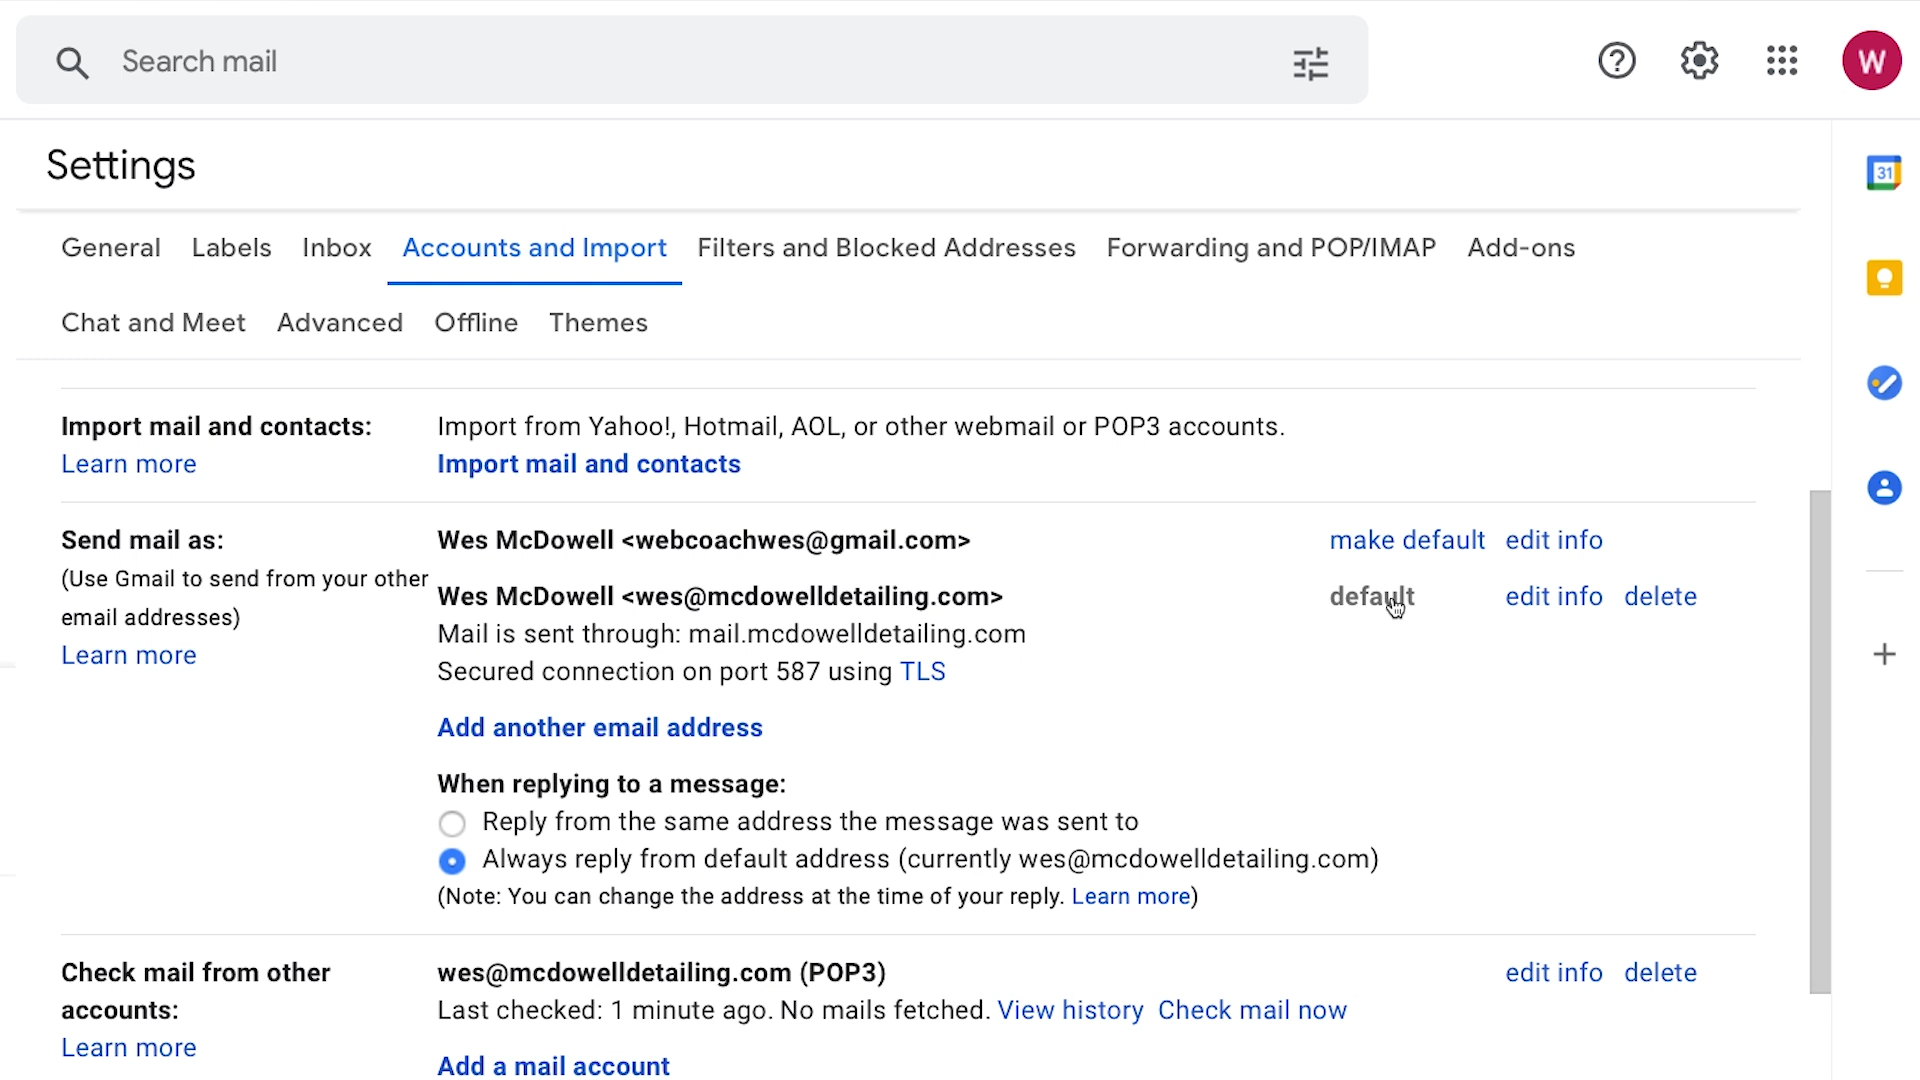 Search mail
W
Settings
31
General Labels Inbox Accounts and Import Filters and Blocked Addresses Forwarding and POP/IMAP Add-ons
Chat and Meet Advanced Offline Themes
Import mail and contacts: Import from Yahoo!, Hotmail, AOL, or other webmail or POP3 accounts.
Learn more Import mail and contacts
Send mail as: Wes McDowell <webcoachwes@gmail.com> make default edit info
(Use Gmail to send from your other
email addresses)
Learn more
Wes McDowell <wes@mcdowelldetailing.com> default edit info delete
Mail is sent through: mail.mcdowelldetailing.com
Secured connection on port 587 using TLS
Add another email address
When replying to a message:
Reply from the same address the message was sent to
Always reply from default address (currently wes@mcdowelldetailing.com)
(Note: You can change the address at the time of your reply. Learn more)
Check mail from other
accounts:
Learn more
wes@mcdowelldetailing.com (POP3) edit info delete
Last checked: 1 minute ago. No mails fetched. View history Check mail now
Add a mail account